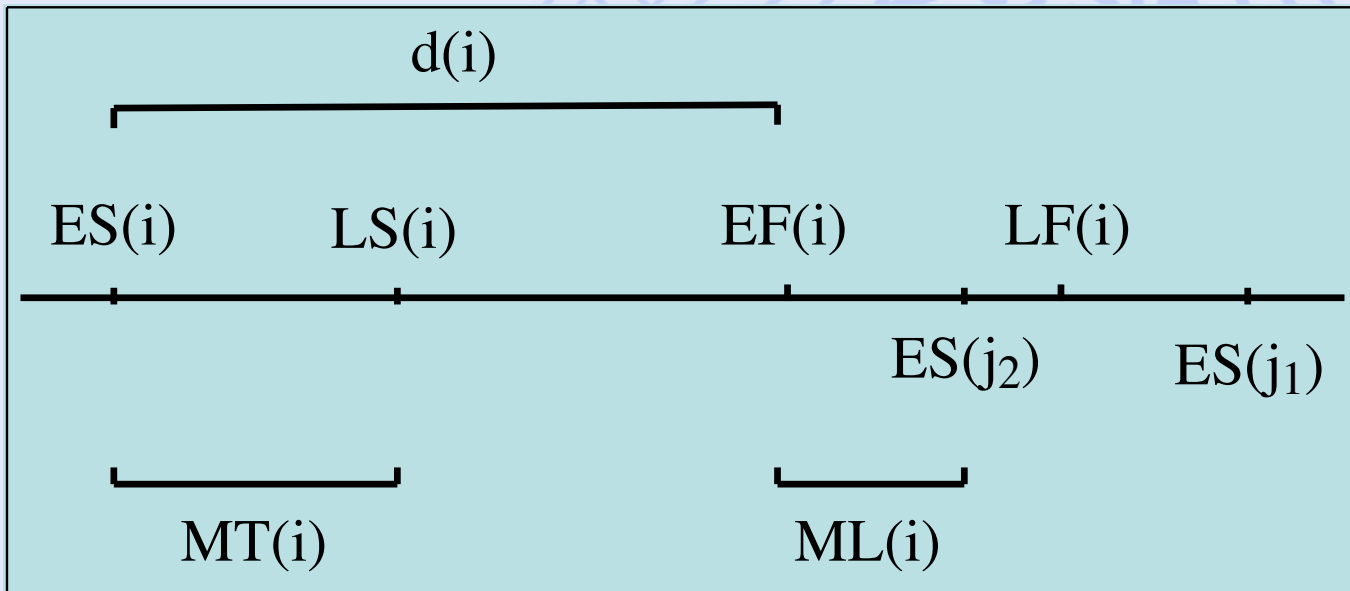 d(i)
ES(i) LS(i) EF(i) LF(i)
ES(j₂) ES(j₁)
MT(i) ML(i)